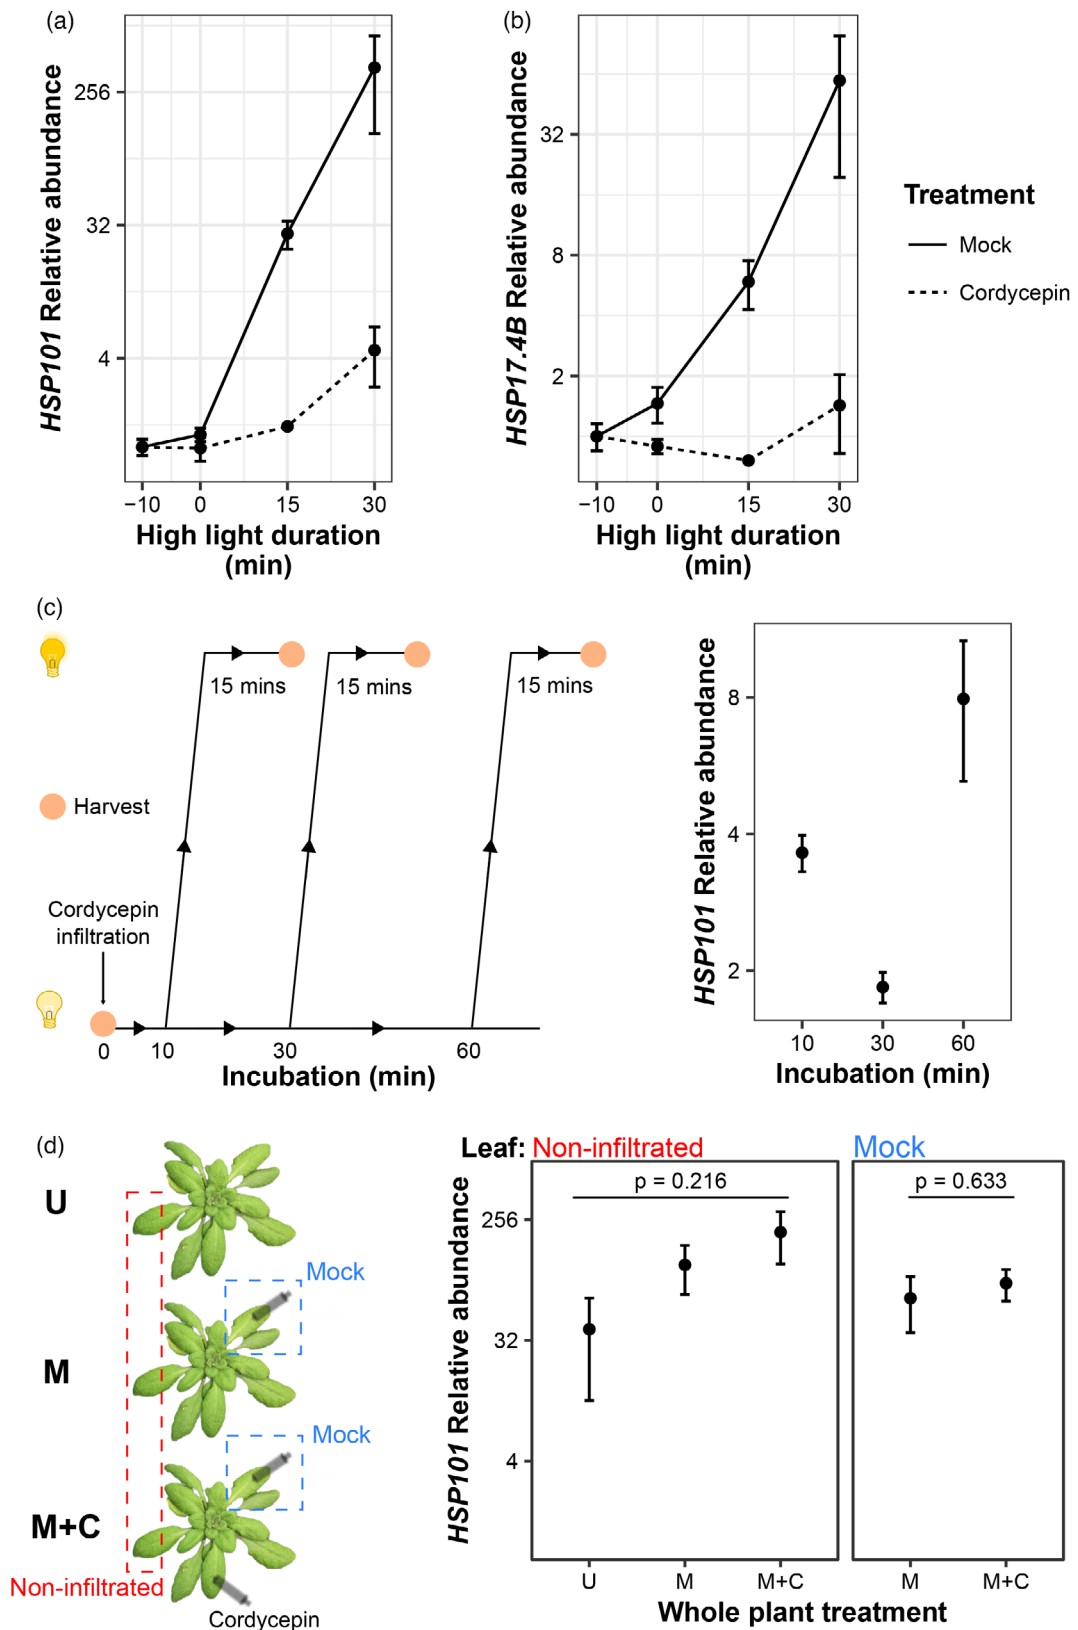 (a)
HSP101 Relative abundance
256
32
4
−10 0 15 30
High light duration
(min)
(b)
HSP17.4B Relative abundance
32
8
2
−10 0 15 30
High light duration
(min)
Treatment
Mock
Cordycepin
(c)
15 mins 15 mins 15 mins
Harvest
Cordycepin
infiltration
0 10 30 60
Incubation (min)
HSP101 Relative abundance
8
4
2
10 30 60
Incubation (min)
(d)
U
Mock
M
Mock
M+C
Non-infiltrated
Cordycepin
Leaf: Non-infiltrated Mock
p = 0.216 p = 0.633
HSP101 Relative abundance
256
32
4
U M M+C M M+C
Whole plant treatment